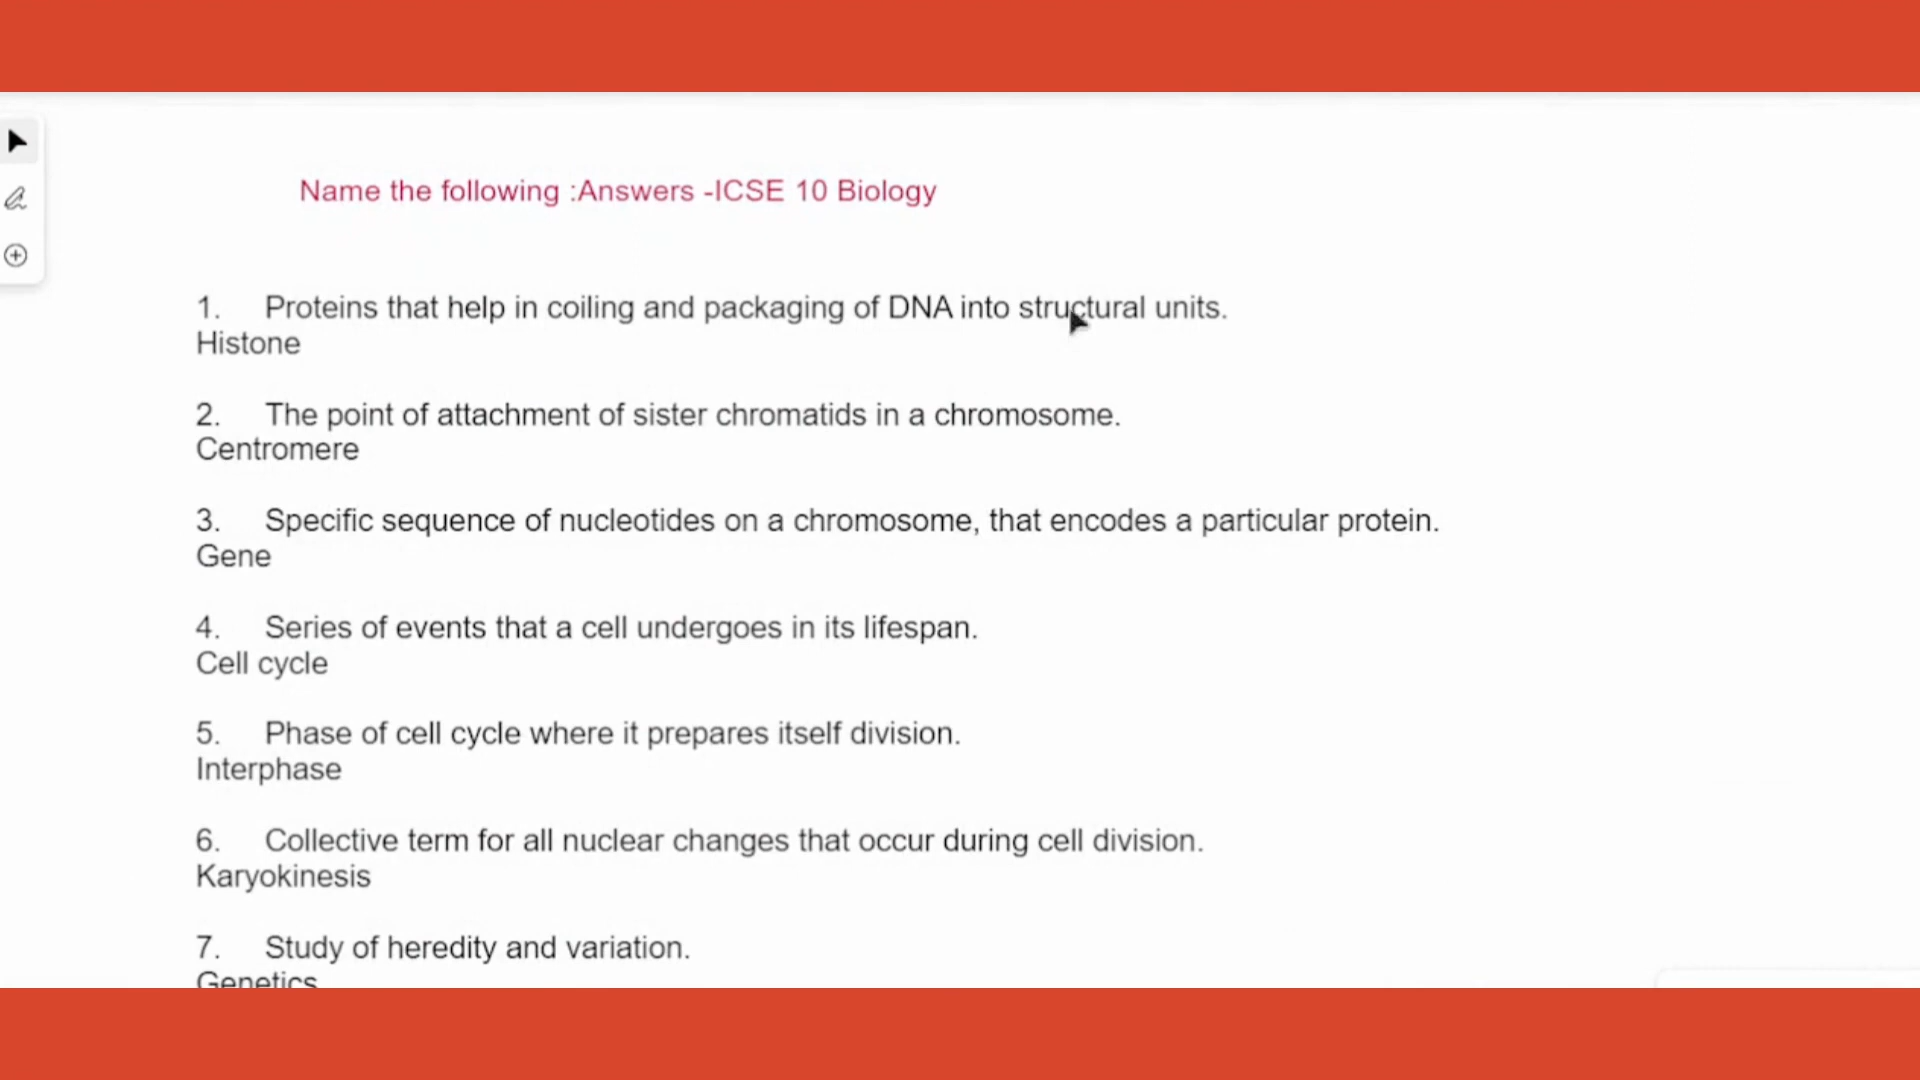 Name the following :Answers -ICSE 10 Biology
1. Proteins that help in coiling and packaging of DNA into structural units.
Histone
2. The point of attachment of sister chromatids in a chromosome.
Centromere
3. Specific sequence of nucleotides on a chromosome, that encodes a particular protein.
Gene
4. Series of events that a cell undergoes in its lifespan.
Cell cycle
5. Phase of cell cycle where it prepares itself division.
Interphase
6. Collective term for all nuclear changes that occur during cell division.
Karyokinesis
7. Study of heredity and variation.
Genetics